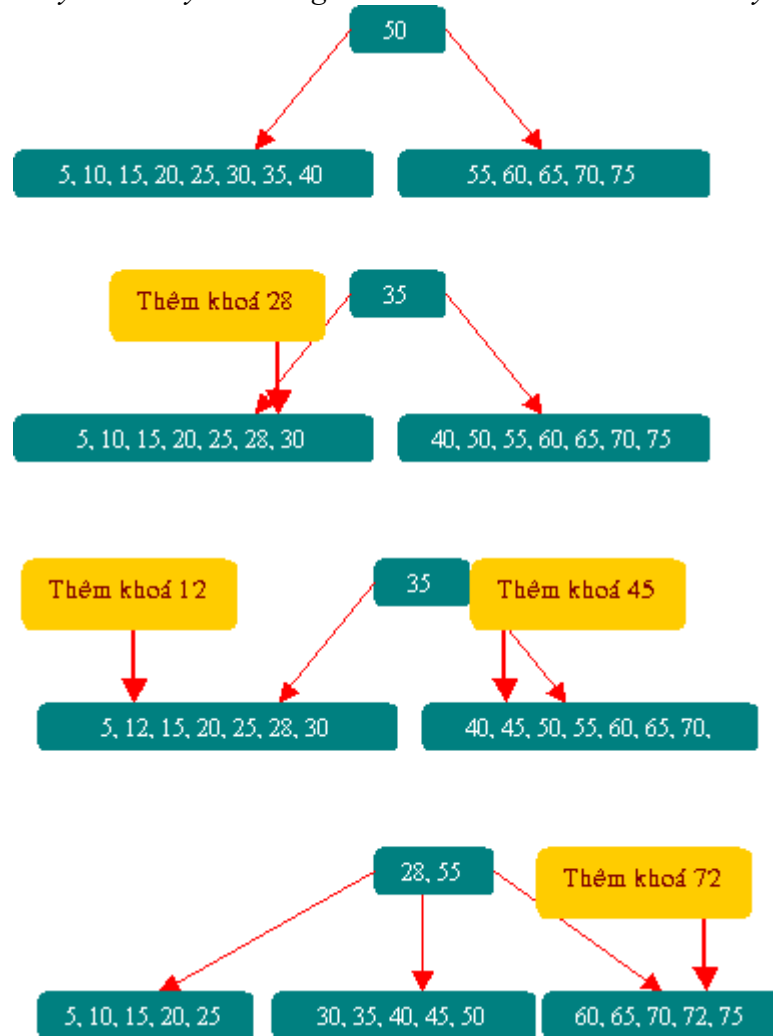 50
5, 10, 15, 20, 25, 30, 35, 40
55, 60, 65, 70, 75
Thêm khoá 28
35
5, 10, 15, 20, 25, 28, 30
40, 50, 55, 60, 65, 70, 75
Thêm khoá 12
35
Thêm khoá 45
5, 12, 15, 20, 25, 28, 30
40, 45, 50, 55, 60, 65, 70,
28, 55
Thêm khoá 72
5, 10, 15, 20, 25
30, 35, 40, 45, 50
60, 65, 70, 72, 75